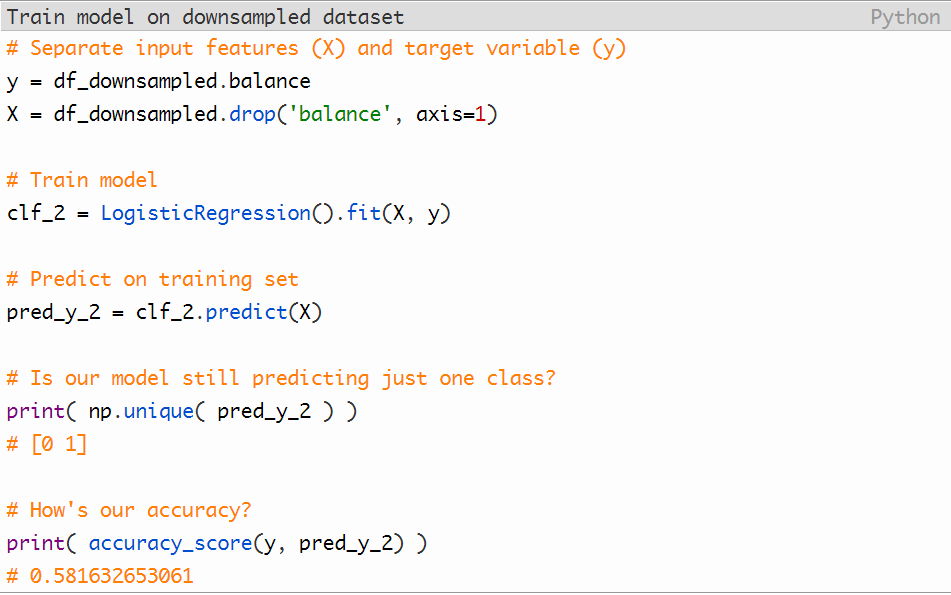 Train model on downsampled dataset Python
# Separate input features (X) and target variable (y)
y = df_downsampled.balance
X = df_downsampled.drop('balance', axis=1)
# Train model
clf_2 = LogisticRegression().fit(X, y)
# Predict on training set
pred_y_2 = clf_2.predict(X)
# Is our model still predicting just one class?
print( np.unique( pred_y_2 ) )
# [0 1]
# How's our accuracy?
print( accuracy_score(y, pred_y_2) )
# 0.581632653061